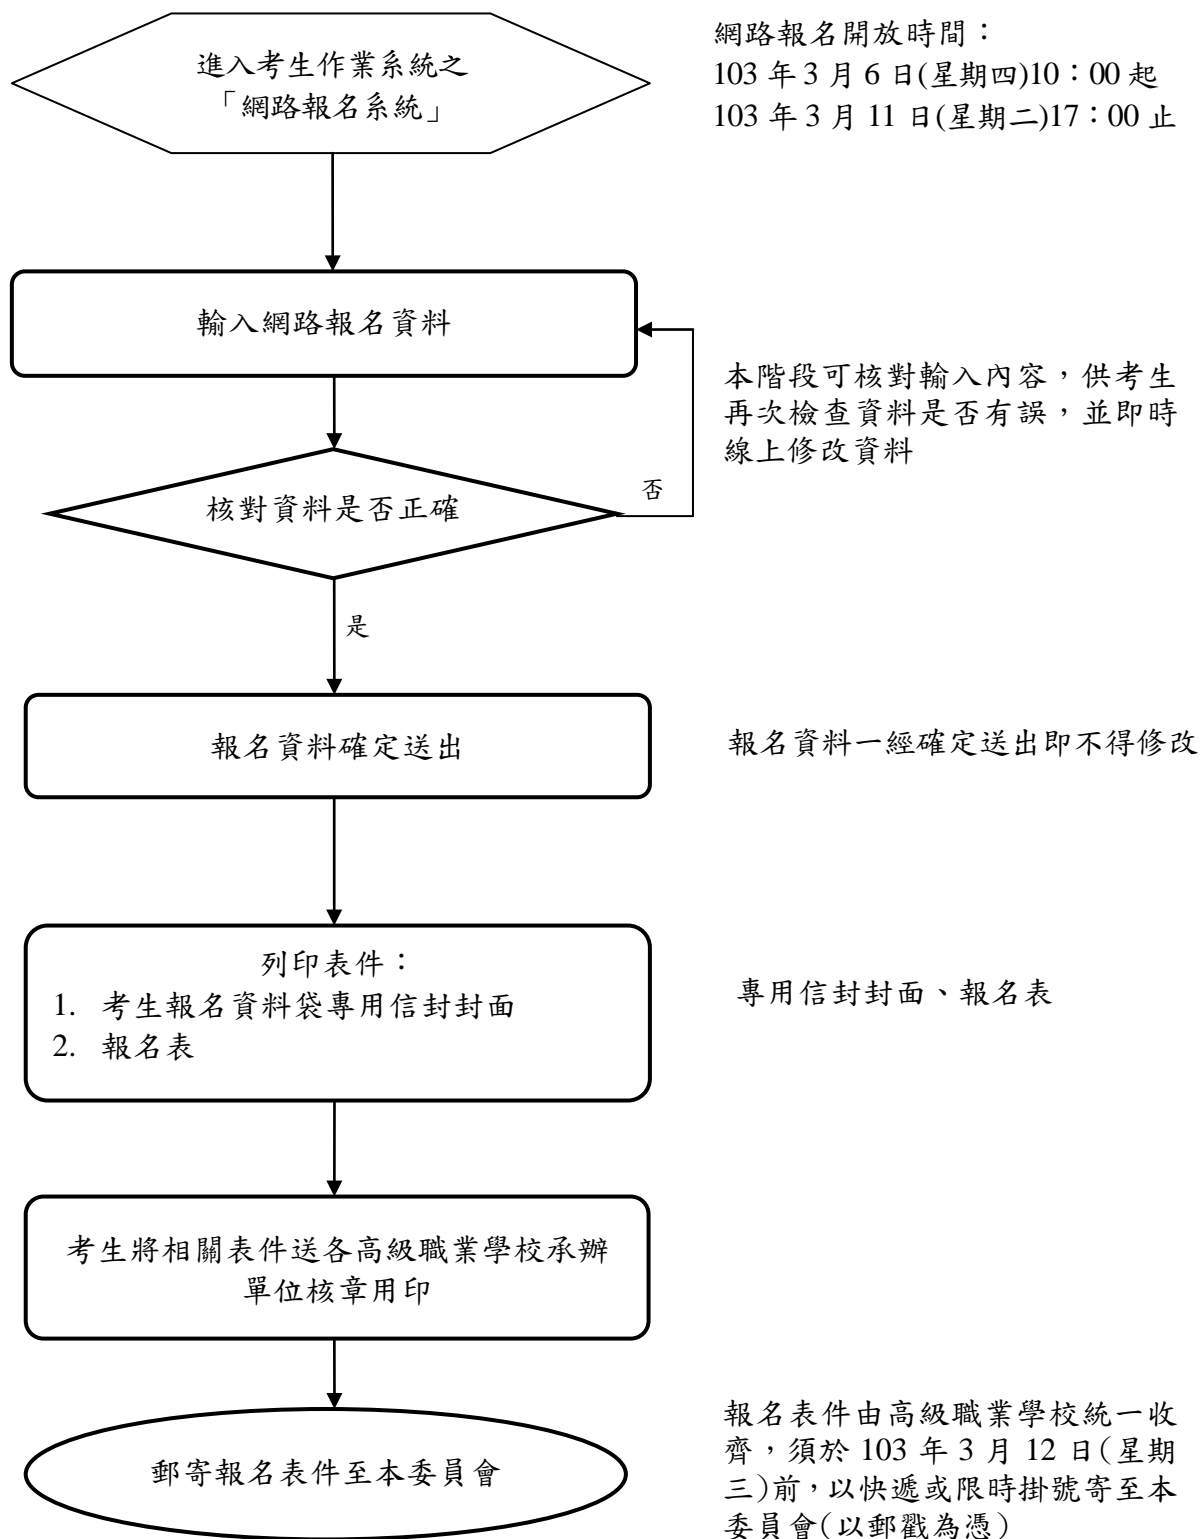 進入考生作業系統之
「網路報名系統」
網路報名開放時間：
103 年 3 月 6 日(星期四)10：00 起
103 年 3 月 11 日(星期二)17：00 止
輸入網路報名資料
本階段可核對輸入內容，供考生
再次檢查資料是否有誤，並即時
線上修改資料
核對資料是否正確
否
是
報名資料確定送出
報名資料一經確定送出即不得修改
列印表件：
1. 考生報名資料袋專用信封封面
2. 報名表
專用信封封面、報名表
考生將相關表件送各高級職業學校承辦
單位核章用印
郵寄報名表件至本委員會
報名表件由高級職業學校統一收
齊，須於 103 年 3 月 12 日(星期
三)前，以快遞或限時掛號寄至本
委員會(以郵戳為憑)